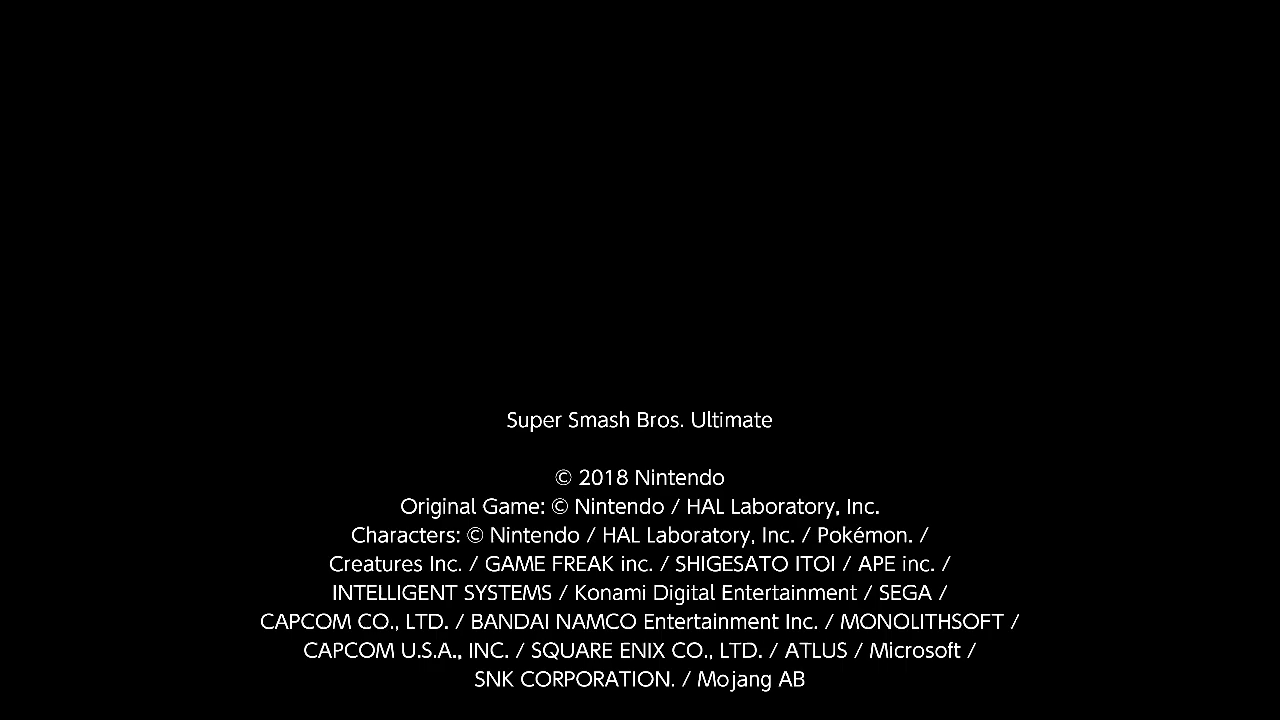 Super Smash Bros. Ultimate
© 2018 Nintendo
Original Game: © Nintendo / HAL Laboratory, Inc.
Characters: © Nintendo / HAL Laboratory, Inc. / Pokémon. /
Creatures Inc. / GAME FREAK inc. / SHIGESATO ITOI / APE inc. /
INTELLIGENT SYSTEMS / Konami Digital Entertainment / SEGA /
CAPCOM CO., LTD. / BANDAI NAMCO Entertainment Inc. / MONOLITHSOFT /
CAPCOM U.S.A., INC. / SQUARE ENIX CO., LTD. / ATLUS / Microsoft /
SNK CORPORATION. / Mojang AB